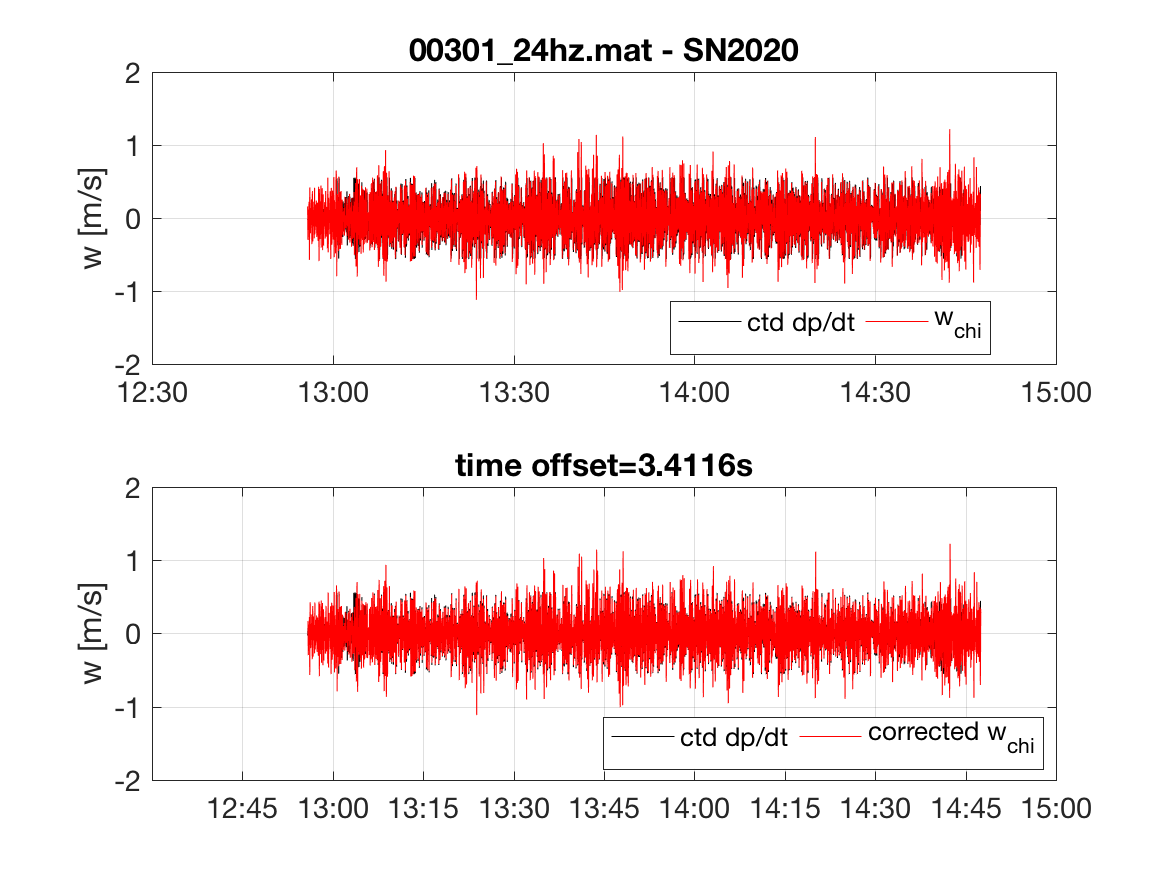 00301_24hz.mat - SN2020
2
1
0
-1
-2
w [m/s]
ctd dp/dt
w_chi
12:30 13:00 13:30 14:00 14:30 15:00
time offset=3.4116s
2
1
0
-1
-2
w [m/s]
ctd dp/dt
corrected w_chi
12:45 13:00 13:15 13:30 13:45 14:00 14:15 14:30 14:45 15:00